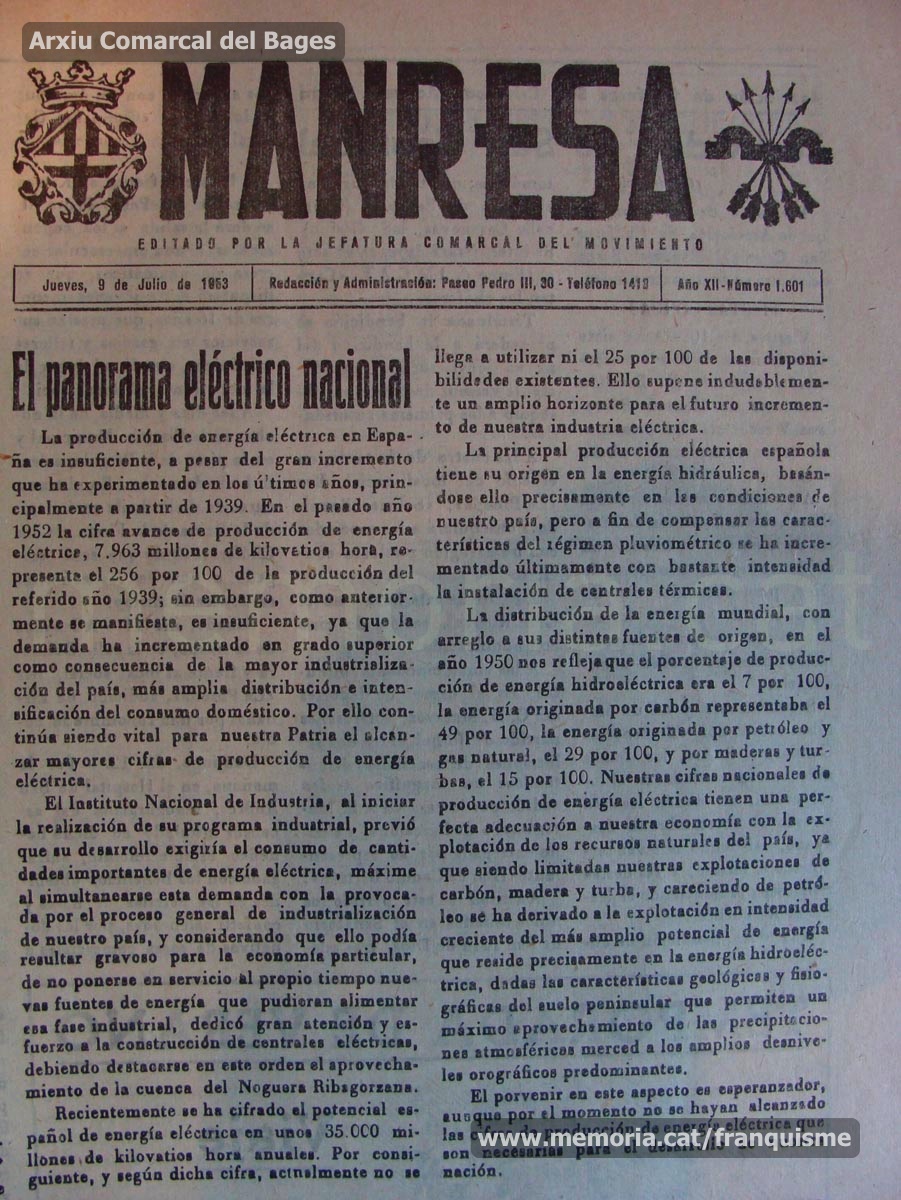 Arxiu Comarcal del Bages
MANRESA
EDITADO POR LA JEFATURA COMARCAL DEL MOVIMIENTO
Jueves, 9 de Julio de 1953
Redacción y Administración: Paseo Pedro III, 30 - Teléfono 1413
Año XII - Número 1.601
El panorama eléctrico nacional
La producción de energía eléctrica en Espa-
ña es insuficiente, a pesar del gran incremento
que ha experimentado en los ú'timos años, prin-
cipalmente a partir de 1939. En el pasado año
1952 la cifra avance de producción de energía
eléctrica, 7.963 millones de kilovatios hora, re-
presenta el 256 por 100 de la producción del
referido año 1939; sin embargo, como anterior-
mente se manifiesta, es insuficiente, ya que la
demanda ha incrementado en grado superior
como consecuencia de la mayor industrializa-
ción del país, más amplia distribución e inten-
sificación del consumo doméstico. Por ello con-
tinúa siendo vital para nuestra Patria el alcan-
zar mayores cifras de producción de energía
eléctrica.
El Instituto Nacional de Industria, al iniciar
la realización de su programa industrial, previó
que su desarrollo exigiría el consumo de canti-
dades importantes de energía eléctrica, máxime
al simultanearse esta demanda con la provoca-
da por el proceso general de industrialización
de nuestro país, y considerando que ello podía
resultar gravoso para la economía particular,
de no ponerse en servicio al propio tiempo nue-
vas fuentes de energía que pudieran alimentar
esa fase industrial, dedicó gran atención y es-
fuerzo a la construcción de centrales eléctricas,
debiendo destacarse en este orden el aprovecha-
miento de la cuenca del Noguera Ribagorzana.
Recientemente se ha cifrado el potencial es-
pañol de energía eléctrica en unos 35.000 mi-
llones de kilovatios hora anuales. Por consi-
guiente, y según dicha cifra, actualmente no se
llega a utilizar ni el 25 por 100 de las disponi-
bilidades existentes. Ello supone indudablemen-
te un amplio horizonte para el futuro incremen-
to de nuestra industria eléctrica.
La principal producción eléctrica española
tiene su origen en la energía hidráulica, basán-
dose ello precisamente en las condiciones de
nuestro país, pero a fin de compensar las carac-
terísticas del régimen pluviométrico se ha incre-
mentado últimamente con bastante intensidad
la instalación de centrales térmicas.
La distribución de la energía mundial, con
arreglo a sus distintas fuentes de origen, en el
año 1950 nos refleja que el porcentaje de produc-
ción de energía hidroeléctrica era el 7 por 100,
la energía originada por carbón representaba el
49 por 100, la energía originada por petróleo y
gas natural, el 29 por 100, y por maderas y tur-
bas, el 15 por 100. Nuestras cifras nacionales de
producción de energía eléctrica tienen una per-
fecta adecuación a nuestra economía con la ex-
plotación de los recursos naturales del país, ya
que siendo limitadas nuestras explotaciones de
carbón, madera y turba, y careciendo de petró-
leo se ha derivado a la explotación en intensidad
creciente del más amplio potencial de energía
que reside precisamente en la energía hidroeléc-
trica, dadas las características geológicas y fisio-
gráficas del suelo peninsular que permiten un
máximo aprovechamiento de las precipitacio-
nes atmosféricas merced a los amplios desnive-
les orográficos predominantes.
El porvenir en este aspecto es esperanzador,
aunque por el momento no se hayan alcanzado
las cifras de producción de energía eléctrica que
son necesarias para el desarrollo de la
nación.
www.memoria.cat/franquisme